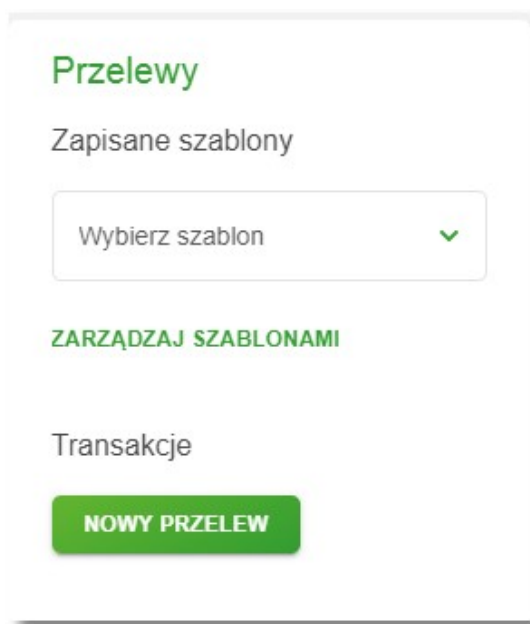 Przelewy
Zapisane szablony
Wybierz szablon
ZARZĄDZAJ SZABLONAMI
Transakcje
NOWY PRZELEW